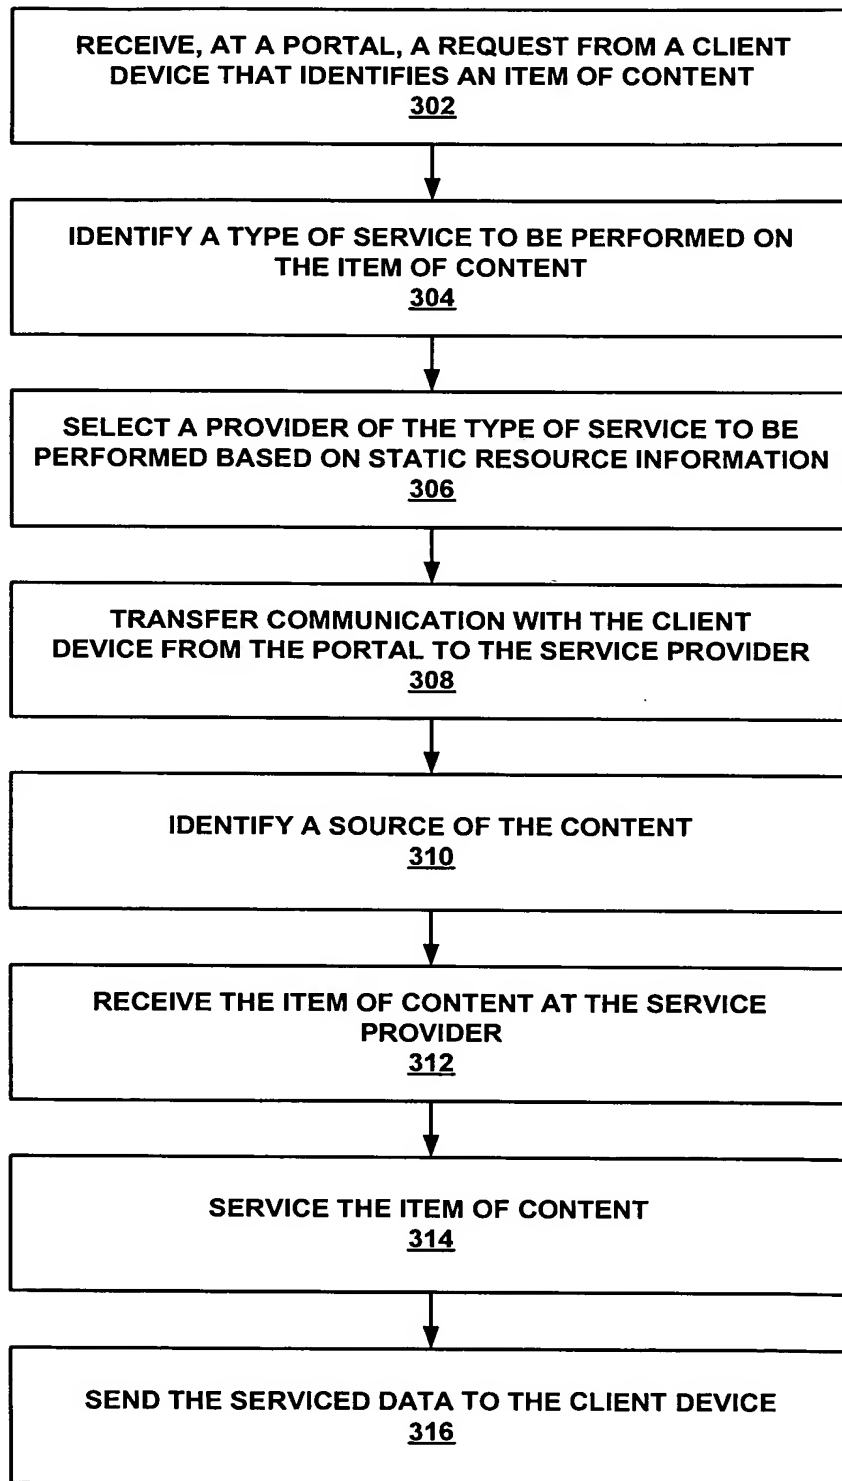 RECEIVE, AT A PORTAL, A REQUEST FROM A CLIENT
DEVICE THAT IDENTIFIES AN ITEM OF CONTENT
302
IDENTIFY A TYPE OF SERVICE TO BE PERFORMED ON
THE ITEM OF CONTENT
304
SELECT A PROVIDER OF THE TYPE OF SERVICE TO BE
PERFORMED BASED ON STATIC RESOURCE INFORMATION
306
TRANSFER COMMUNICATION WITH THE CLIENT
DEVICE FROM THE PORTAL TO THE SERVICE PROVIDER
308
IDENTIFY A SOURCE OF THE CONTENT
310
RECEIVE THE ITEM OF CONTENT AT THE SERVICE
PROVIDER
312
SERVICE THE ITEM OF CONTENT
314
SEND THE SERVICED DATA TO THE CLIENT DEVICE
316